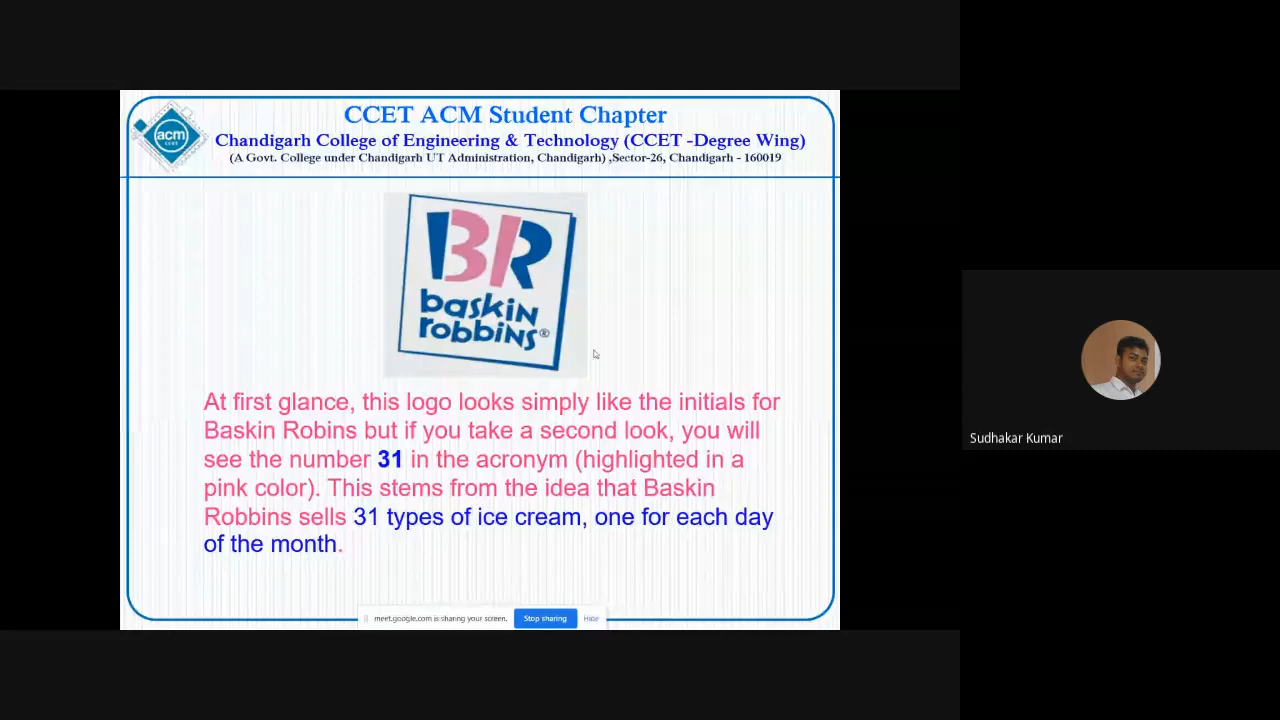 CCET ACM Student Chapter
Chandigarh College of Engineering & Technology (CCET -Degree Wing)
(A Govt. College under Chandigarh UT Administration, Chandigarh) ,Sector-26, Chandigarh - 160019
acm
CCET
BR
baskin
robbins®
At first glance, this logo looks simply like the initials for
Baskin Robins but if you take a second look, you will
see the number 31 in the acronym (highlighted in a
pink color). This stems from the idea that Baskin
Robbins sells 31 types of ice cream, one for each day
of the month.
meet.google.com is sharing your screen. Stop sharing Hide
Sudhakar Kumar